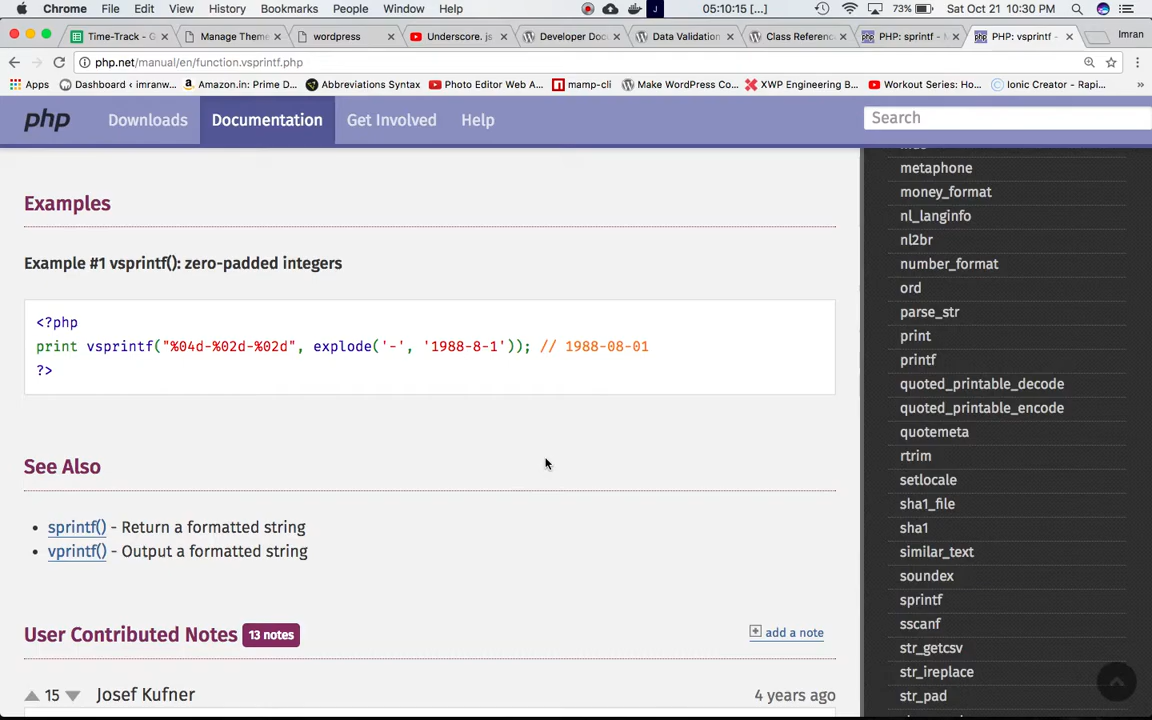 Chrome File Edit View History Bookmarks People Window Help 05:10:15 [...] 73% Sat Oct 21 10:30 PM
Time-Track - G Manage Theme wordpress Underscore. js Developer Doc Data Validation Class Referenc PHP: sprintf - M PHP: vsprintf - Imran
php.net/manual/en/function.vsprintf.php
Apps Dashboard ‹ imranw... Amazon.in: Prime D... Abbreviations Syntax Photo Editor Web A... mamp-cli Make WordPress Co... XWP Engineering B... Workout Series: Ho... Ionic Creator - Rapi... »
php Downloads Documentation Get Involved Help Search
metaphone
money_format
nl_langinfo
nl2br
number_format
ord
parse_str
print
printf
quoted_printable_decode
quoted_printable_encode
quotemeta
rtrim
setlocale
sha1_file
sha1
similar_text
soundex
sprintf
sscanf
str_getcsv
str_ireplace
str_pad
Examples
Example #1 vsprintf(): zero-padded integers
<?php
print vsprintf("%04d-%02d-%02d", explode('-', '1988-8-1')); // 1988-08-01
?>
See Also
• sprintf() - Return a formatted string
• vprintf() - Output a formatted string
User Contributed Notes 13 notes
add a note
15 Josef Kufner 4 years ago